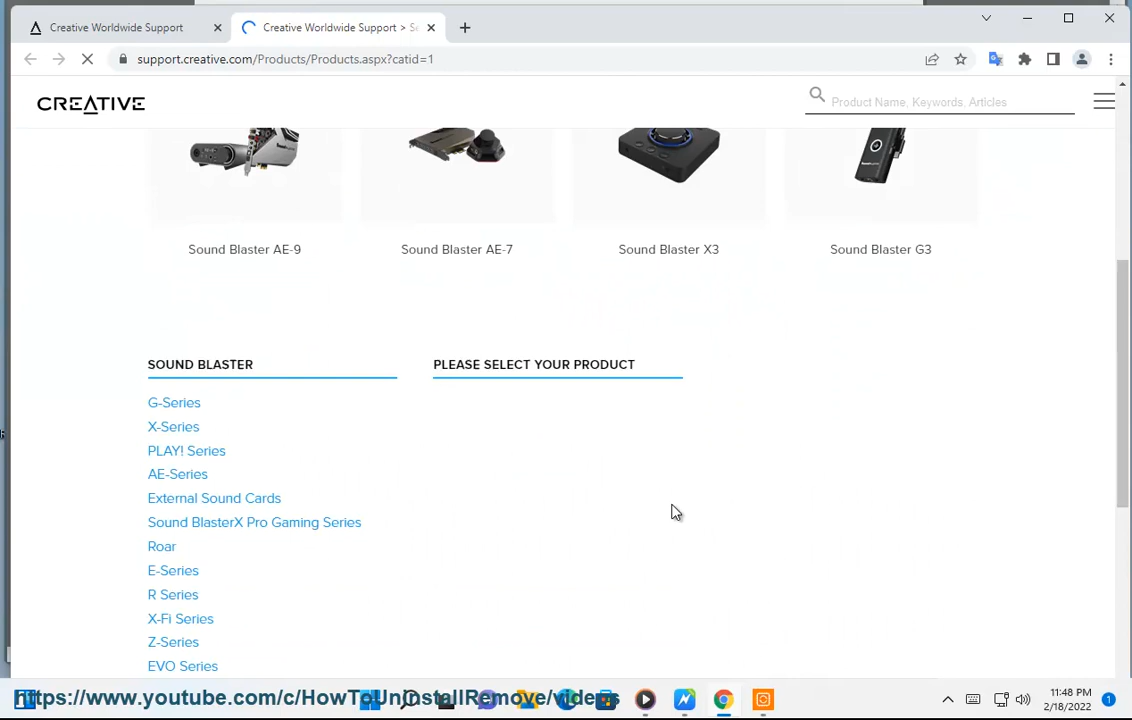 Creative Worldwide Support
Creative Worldwide Support > Se
support.creative.com/Products/Products.aspx?catid=1
CREATIVE
Product Name, Keywords, Articles
Sound Blaster AE-9
Sound Blaster AE-7
Sound Blaster X3
Sound Blaster G3
SOUND BLASTER
PLEASE SELECT YOUR PRODUCT
G-Series
X-Series
PLAY! Series
AE-Series
External Sound Cards
Sound BlasterX Pro Gaming Series
Roar
E-Series
R Series
X-Fi Series
Z-Series
EVO Series
https://www.youtube.com/c/HowToUninstallRemove/videos
11:48 PM
2/18/2022
1